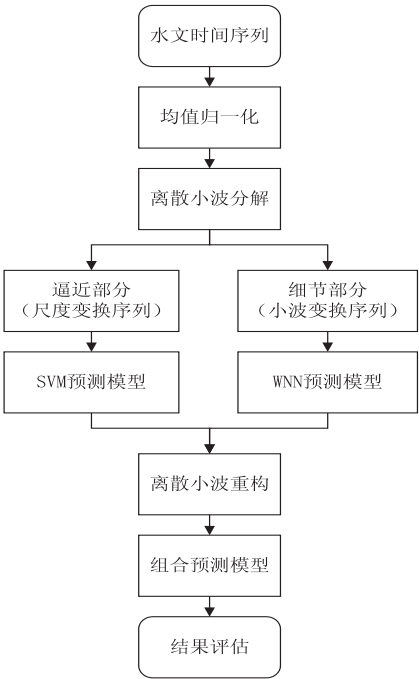 水文时间序列
均值归一化
离散小波分解
逼近部分
（尺度变换序列）
细节部分
（小波变换序列）
SVM预测模型
WNN预测模型
离散小波重构
组合预测模型
结果评估